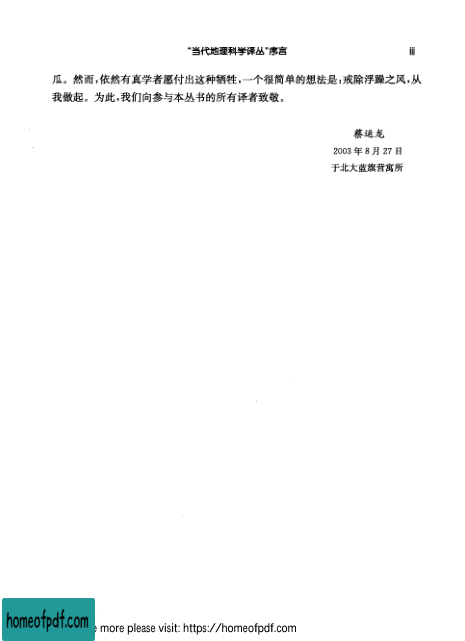 “当代地理科学译丛”序言 iii
瓜。然而,依然有真学者愿付出这种牺牲,一个很简单的想法是:戒除浮躁之风,从
我做起。为此,我们向参与本丛书的所有译者致敬。
蔡运龙
2003 年 8 月 27 日
于北大蓝旗营寓所
homeofpdf.com
e more please visit: https://homeofpdf.com